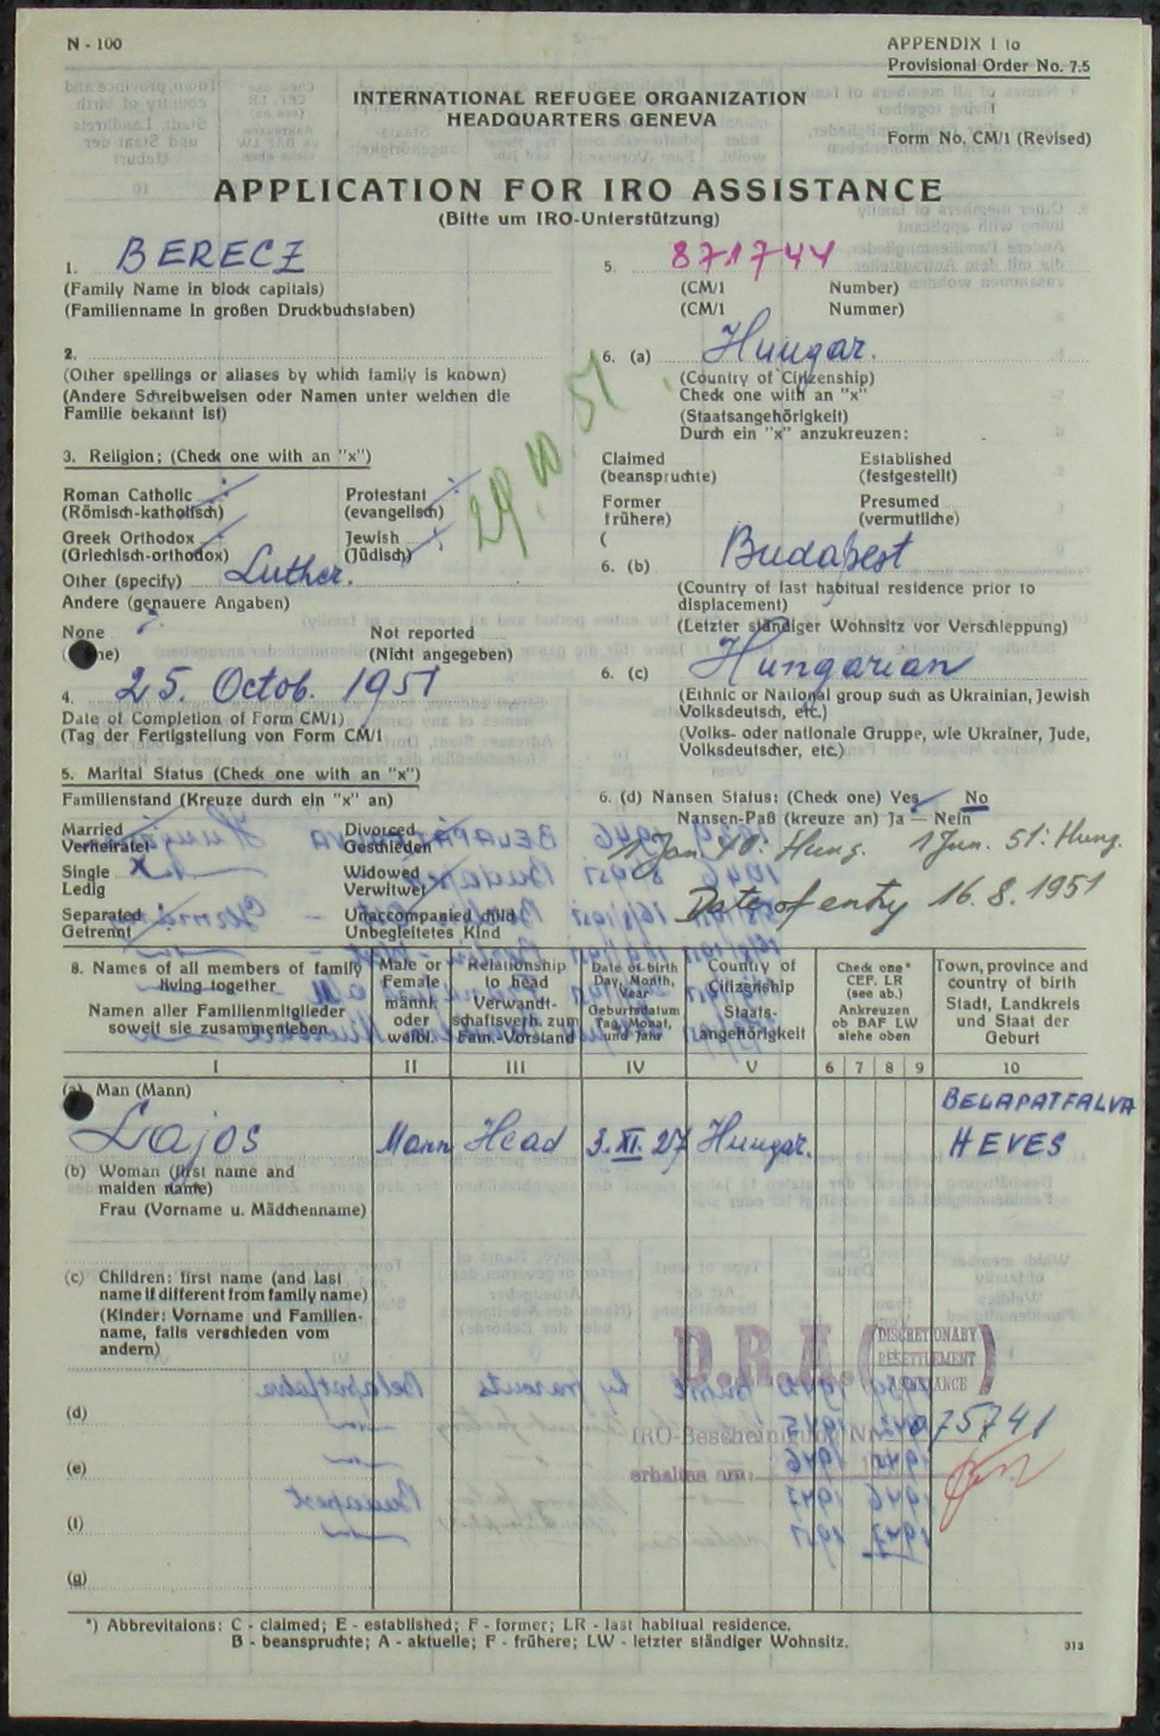 N - 100
APPENDIX I to
Provisional Order No. 7.5
INTERNATIONAL REFUGEE ORGANIZATION
HEADQUARTERS GENEVA
Form No. CM/1 (Revised)
APPLICATION FOR IRO ASSISTANCE
(Bitte um IRO-Unterstützung)
1. BERECZ
(Family Name in block capitals)
(Familienname in großen Druckbuchstaben)
5. 871744
(CM/1 Number)
(CM/1 Nummer)
2.
(Other spellings or aliases by which family is known)
(Andere Schreibweisen oder Namen unter welchen die
Familie bekannt ist)
29. 10. 51
6. (a) Hungar.
(Country of Citizenship)
Check one with an "x"
(Staatsangehörigkeit)
Durch ein "x" anzukreuzen:
3. Religion; (Check one with an "x")
Roman Catholic
(Römisch-katholisch)
Protestant
(evangelisch)
Greek Orthodox
(Griechisch-orthodox)
Jewish
(Jüdisch)
Other (specify) Luther.
Andere (genauere Angaben)
None
Not reported
(Nicht angegeben)
Claimed
(beanspruchte)
Established
(festgestellt)
Former
frühere)
(
Presumed
(vermutliche)
6. (b) Budapest
(Country of last habitual residence prior to
displacement)
(Letzter ständiger Wohnsitz vor Verschleppung)
4. 25. Octob. 1951
Date of Completion of Form CM/1)
(Tag der Fertigstellung von Form CM/1
6. (c) Hungarian
(Ethnic or National group such as Ukrainian, Jewish
Volksdeutsch, etc.)
(Volks- oder nationale Gruppe, wie Ukrainer, Jude,
Volksdeutscher, etc.)
5. Marital Status (Check one with an "x")
Familienstand (Kreuze durch ein "x" an)
Married
Verheiratet
Divorced
Geschieden
Single x
Ledig
Widowed
Verwitwet
Separated
Getrennt
Unaccompanied child
Unbegleitetes Kind
6. (d) Nansen Status: (Check one) Yes No
Nansen-Paß (kreuze an) Ja — Nein
1 Jan. 40: Hung. 1 Jun. 51: Hung.
Date of entry 16.8.1951
8. Names of all members of family
living together
Namen aller Familienmitglieder
soweit sie zusammenleben
Male or
Female
männl.
oder
weibl.
Relationship
to head
Verwandt-
schaftsverh. zum
Fam.-Vorstand
Date of birth
Day, Month,
Year
Geburtsdatum
Tag, Monat,
und Jahr
Country of
Citizenship
Staats-
angehörigkeit
Check one*
CEF. LR
(see ab.)
Ankreuzen
ob BAF LW
siehe oben
Town, province and
country of birth
Stadt, Landkreis
und Staat der
Geburt
I II III IV V 6 7 8 9 10
(a) Man (Mann)
Lajos Mann Head 3. XI. 27 Hungar.
BELAPATFALVA
HEVES
(b) Woman (first name and
maiden name)
Frau (Vorname u. Mädchenname)
(c) Children: first name (and last
name if different from family name)
(Kinder: Vorname und Familien-
name, falls verschieden vom
andern)
D.R.A. (DISCRETIONARY
RESETTLEMENT
ASSISTANCE)
(d)
IRO-Bescheinigung Nr. 075741
(e)
erhalten am:
(f)
(g)
*) Abbrevitaions: C - claimed; E - established; F - former; LR - last habitual residence.
B - beanspruchte; A - aktuelle; F - frühere; LW - letzter ständiger Wohnsitz.
313